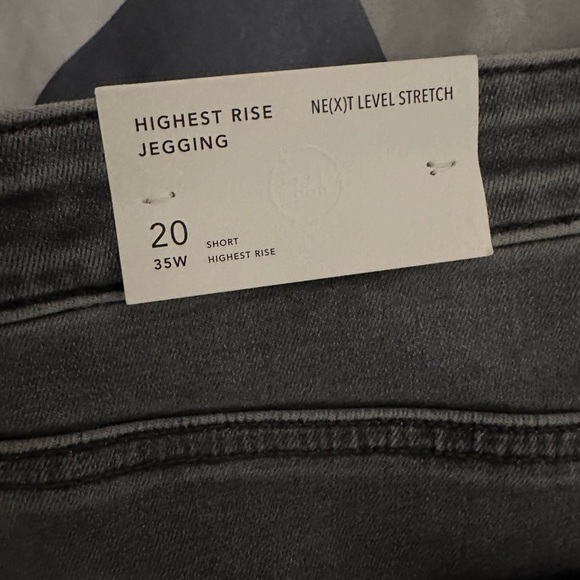 HIGHEST RISE
JEGGING
NE(X)T LEVEL STRETCH
20
35W
SHORT
HIGHEST RISE